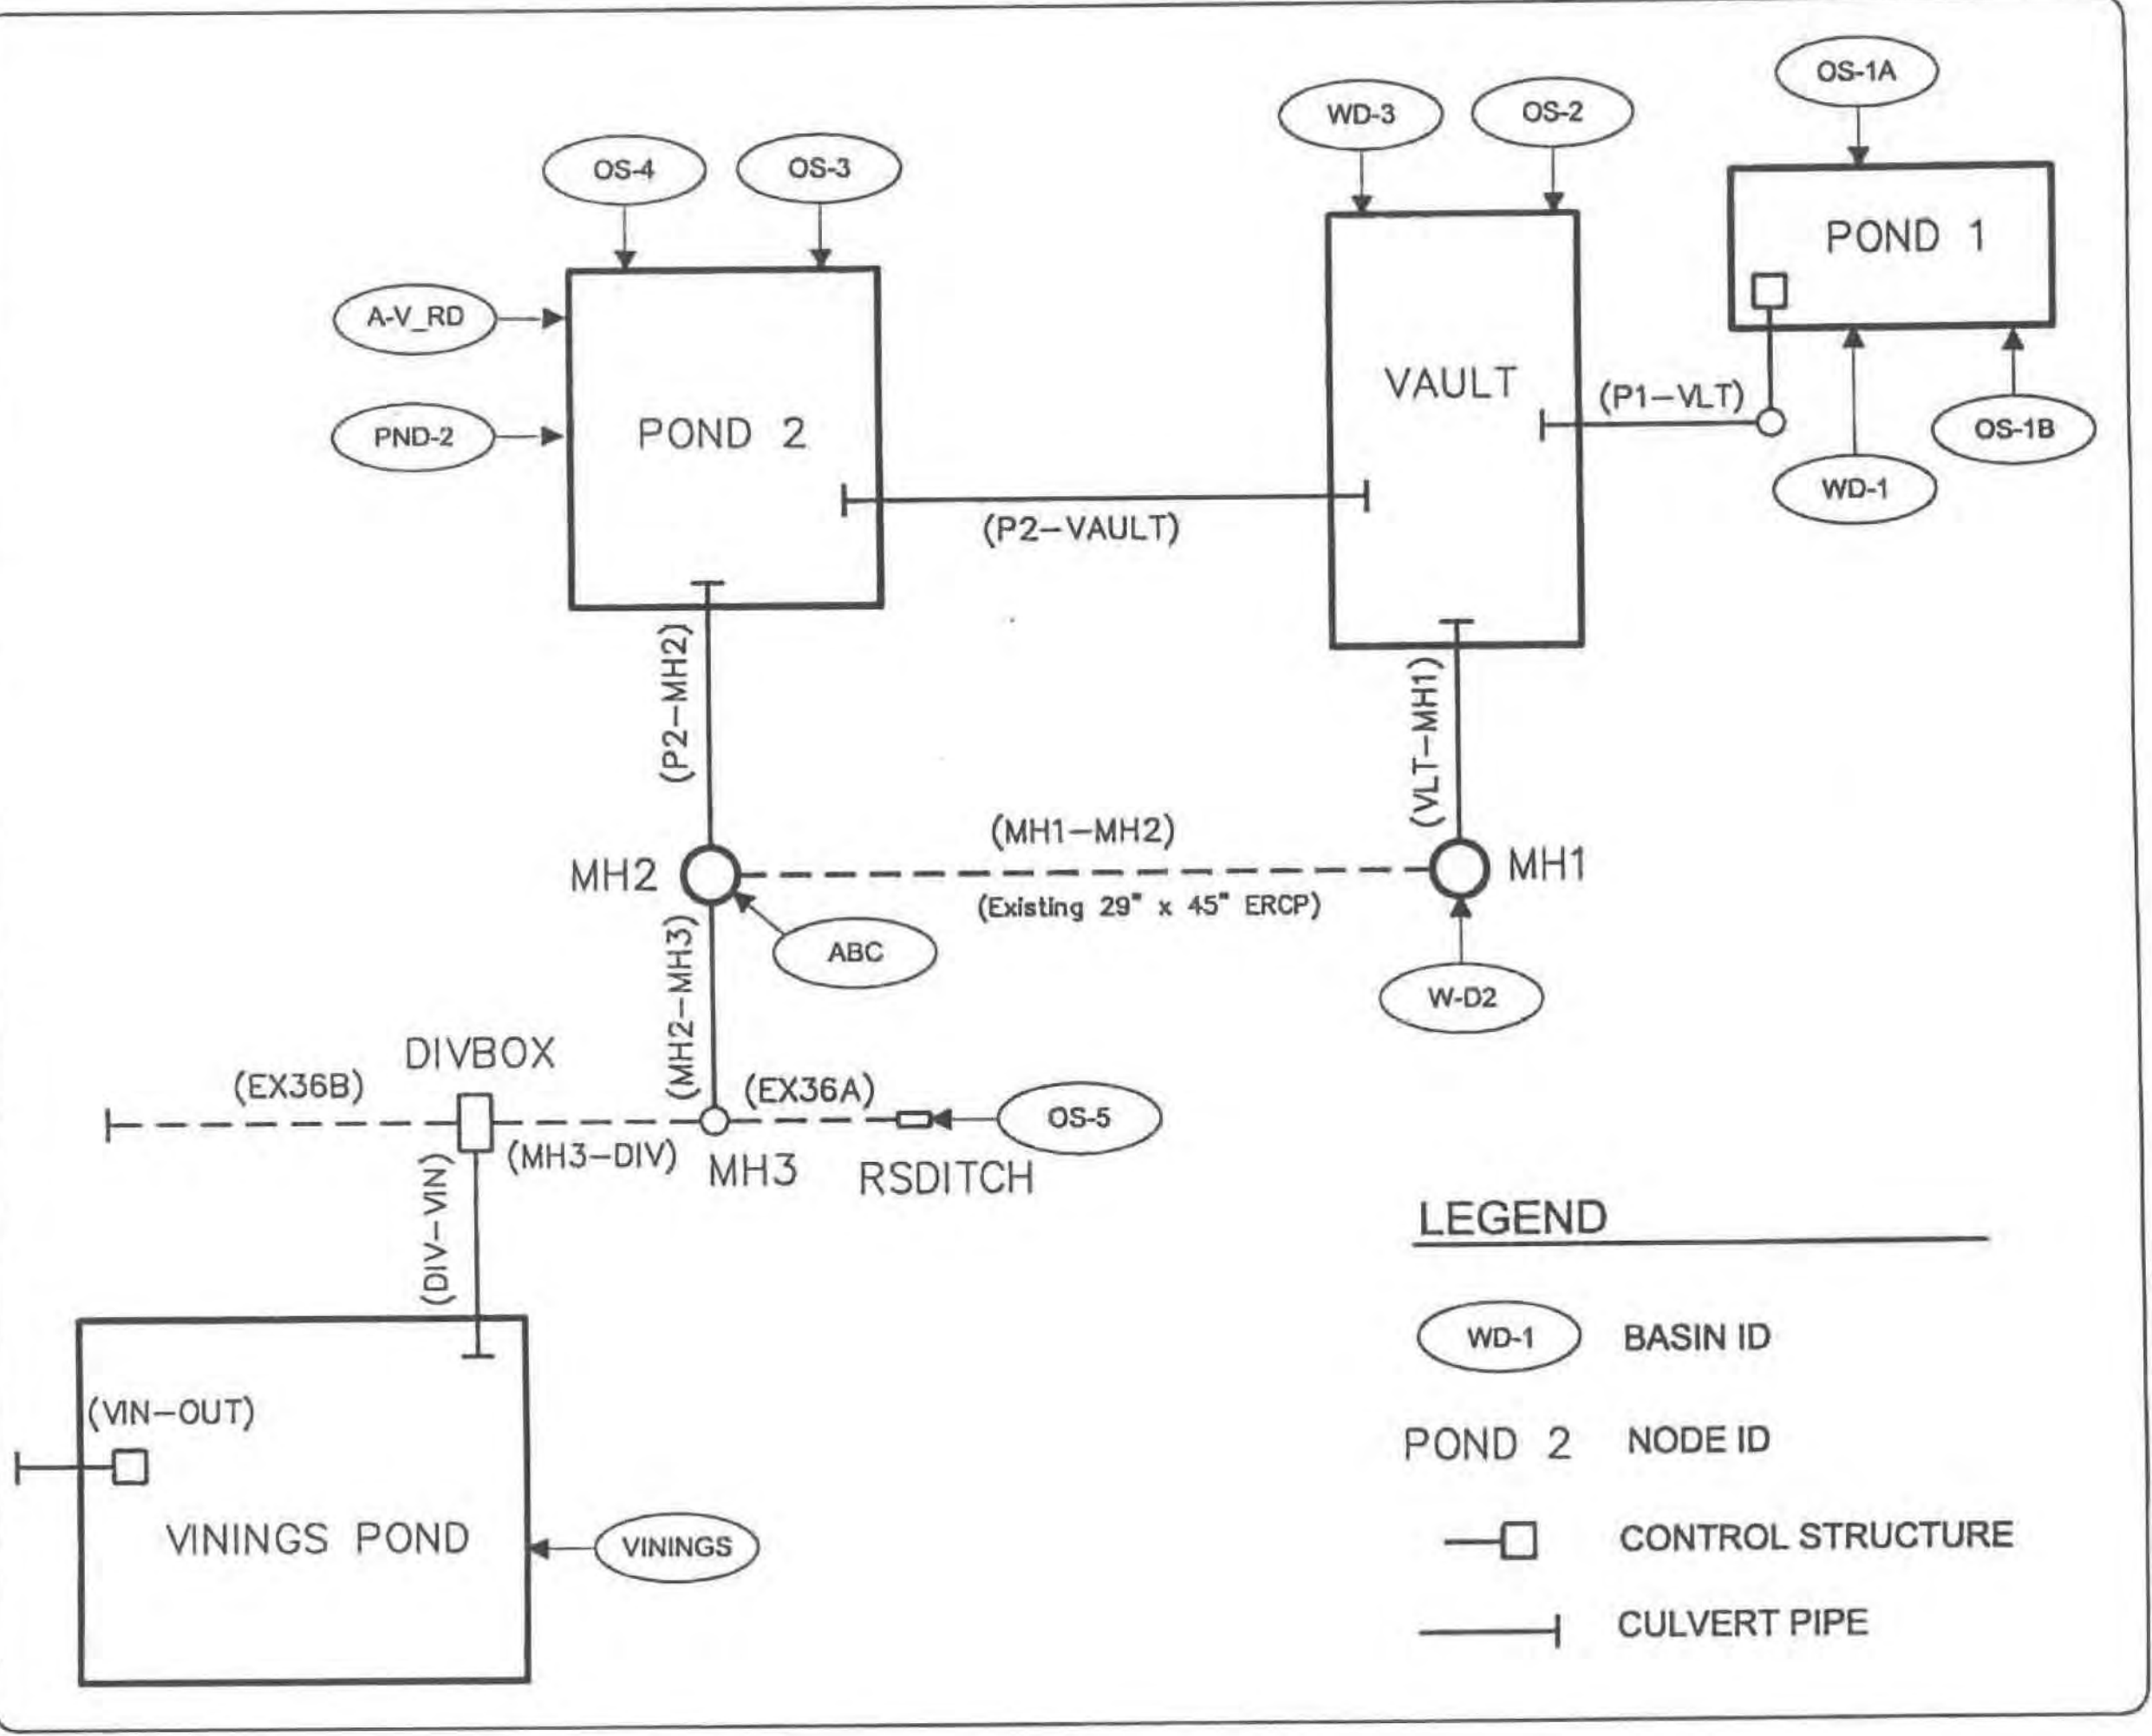 OS-1A
WD-3
OS-2
OS-4
OS-3
POND 1
A-V_RD
VAULT
(P1-VLT)
PND-2
POND 2
OS-1B
WD-1
(P2-VAULT)
(P2-MH2)
(VLT-MH1)
(MH1-MH2)
MH2
MH1
(Existing 29" x 45" ERCP)
ABC
(MH2-MH3)
W-D2
DIVBOX
(EX36B)
(EX36A)
OS-5
(MH3-DIV)
MH3
RSDITCH
(DIV-VIN)
LEGEND
WD-1 BASIN ID
(VIN-OUT)
POND 2 NODE ID
VININGS POND
VININGS
CONTROL STRUCTURE
CULVERT PIPE